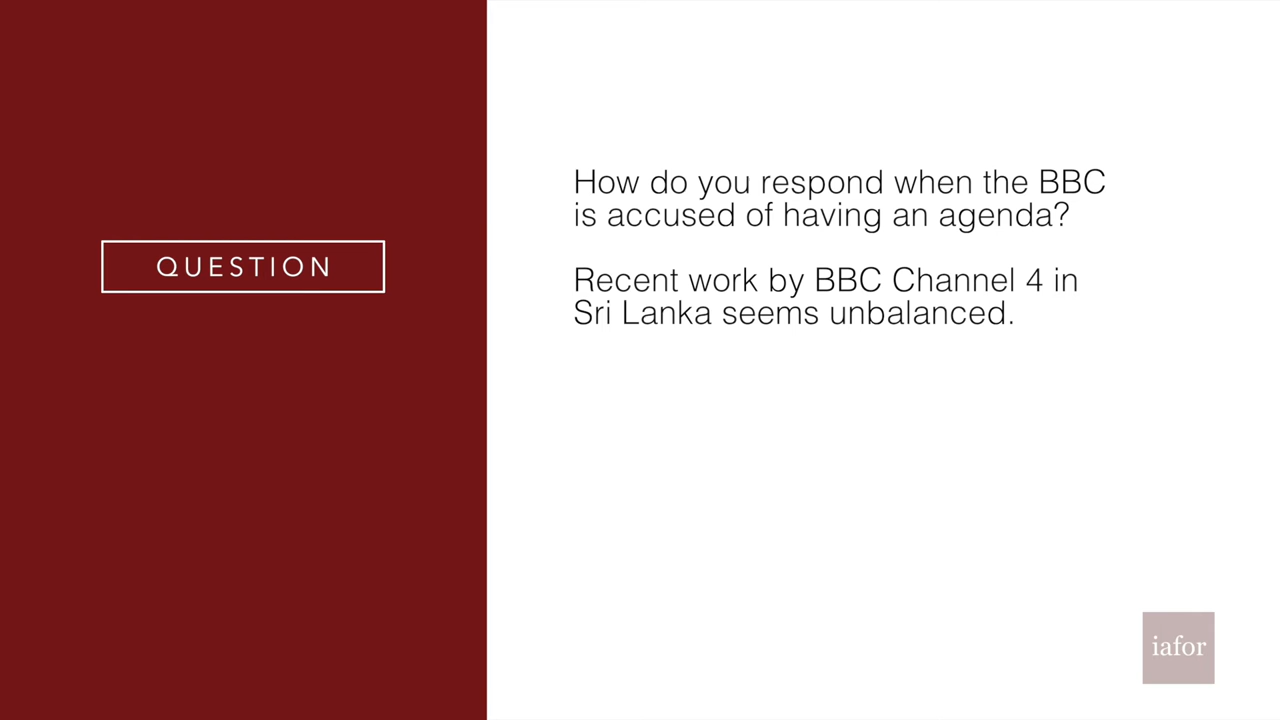 QUESTION
How do you respond when the BBC
is accused of having an agenda?
Recent work by BBC Channel 4 in
Sri Lanka seems unbalanced.
iafor